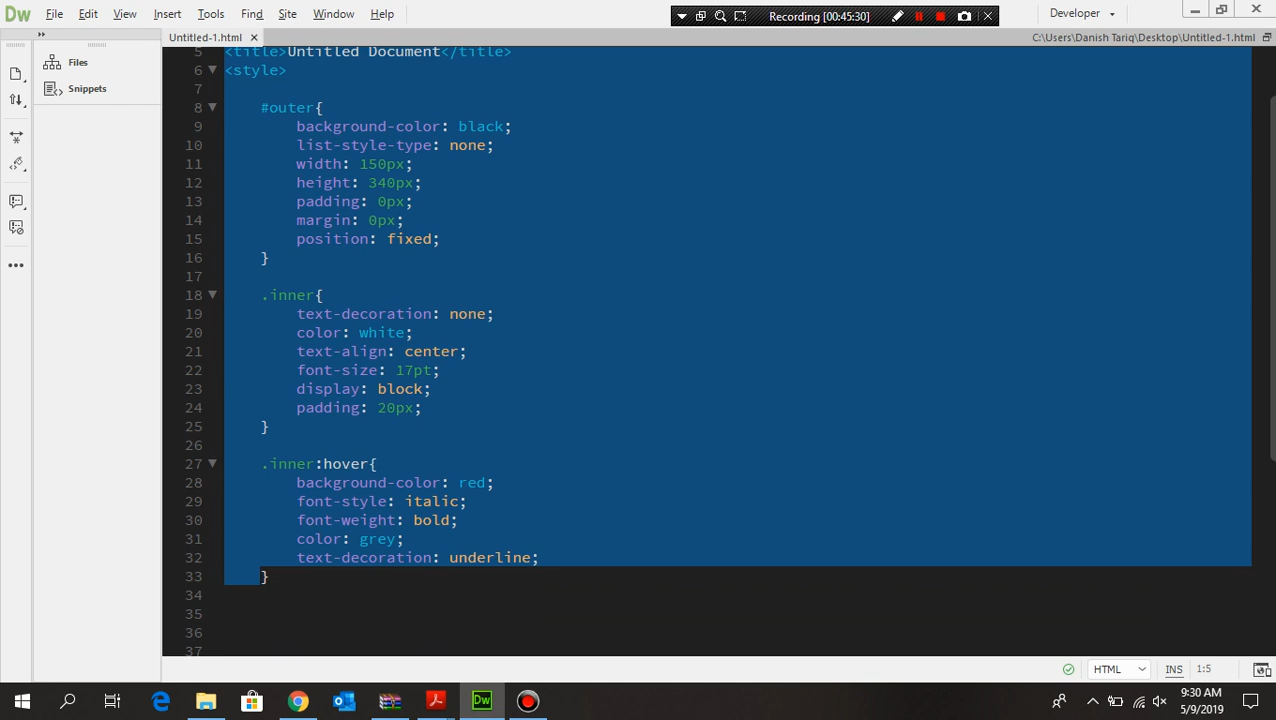 Dw File Edit View Insert Tools Find Site Window Help Recording [00:45:30] Developer
Untitled-1.html C:\Users\Danish Tariq\Desktop\Untitled-1.html
Files
Snippets
5 <title>Untitled Document</title>
6 <style>
7
8 #outer{
9 background-color: black;
10 list-style-type: none;
11 width: 150px;
12 height: 340px;
13 padding: 0px;
14 margin: 0px;
15 position: fixed;
16 }
17
18 .inner{
19 text-decoration: none;
20 color: white;
21 text-align: center;
22 font-size: 17pt;
23 display: block;
24 padding: 20px;
25 }
26
27 .inner:hover{
28 background-color: red;
29 font-style: italic;
30 font-weight: bold;
31 color: grey;
32 text-decoration: underline;
33 }
34
35
36
37
HTML INS 1:5
Dw 9:30 AM
5/9/2019